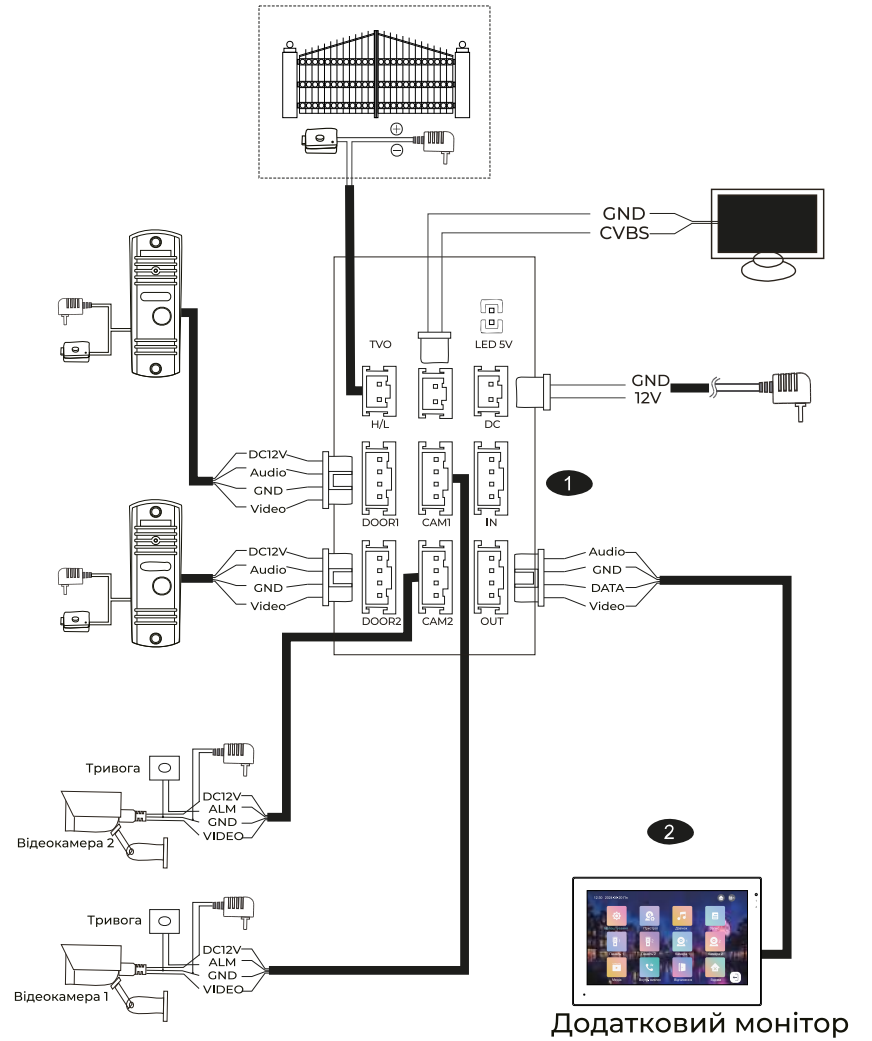 GND
CVBS
TVO
LED 5V
H/L
DC
GND
12V
DC12V
Audio
GND
Video
DOOR1
CAM1
IN
1
DC12V
Audio
GND
Video
DOOR2
CAM2
OUT
Audio
GND
DATA
Video
Тривога
DC12V
ALM
GND
VIDEO
Відеокамера 2
2
Тривога
DC12V
ALM
GND
VIDEO
Відеокамера 1
Додатковий монітор